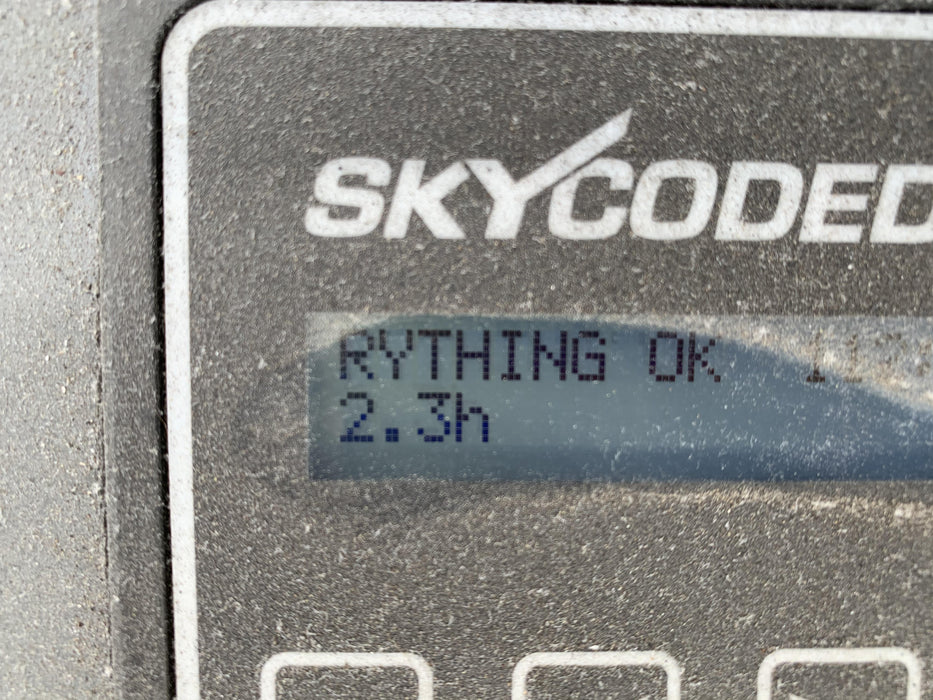 SKYCODED
RYTHING OK
2.3h